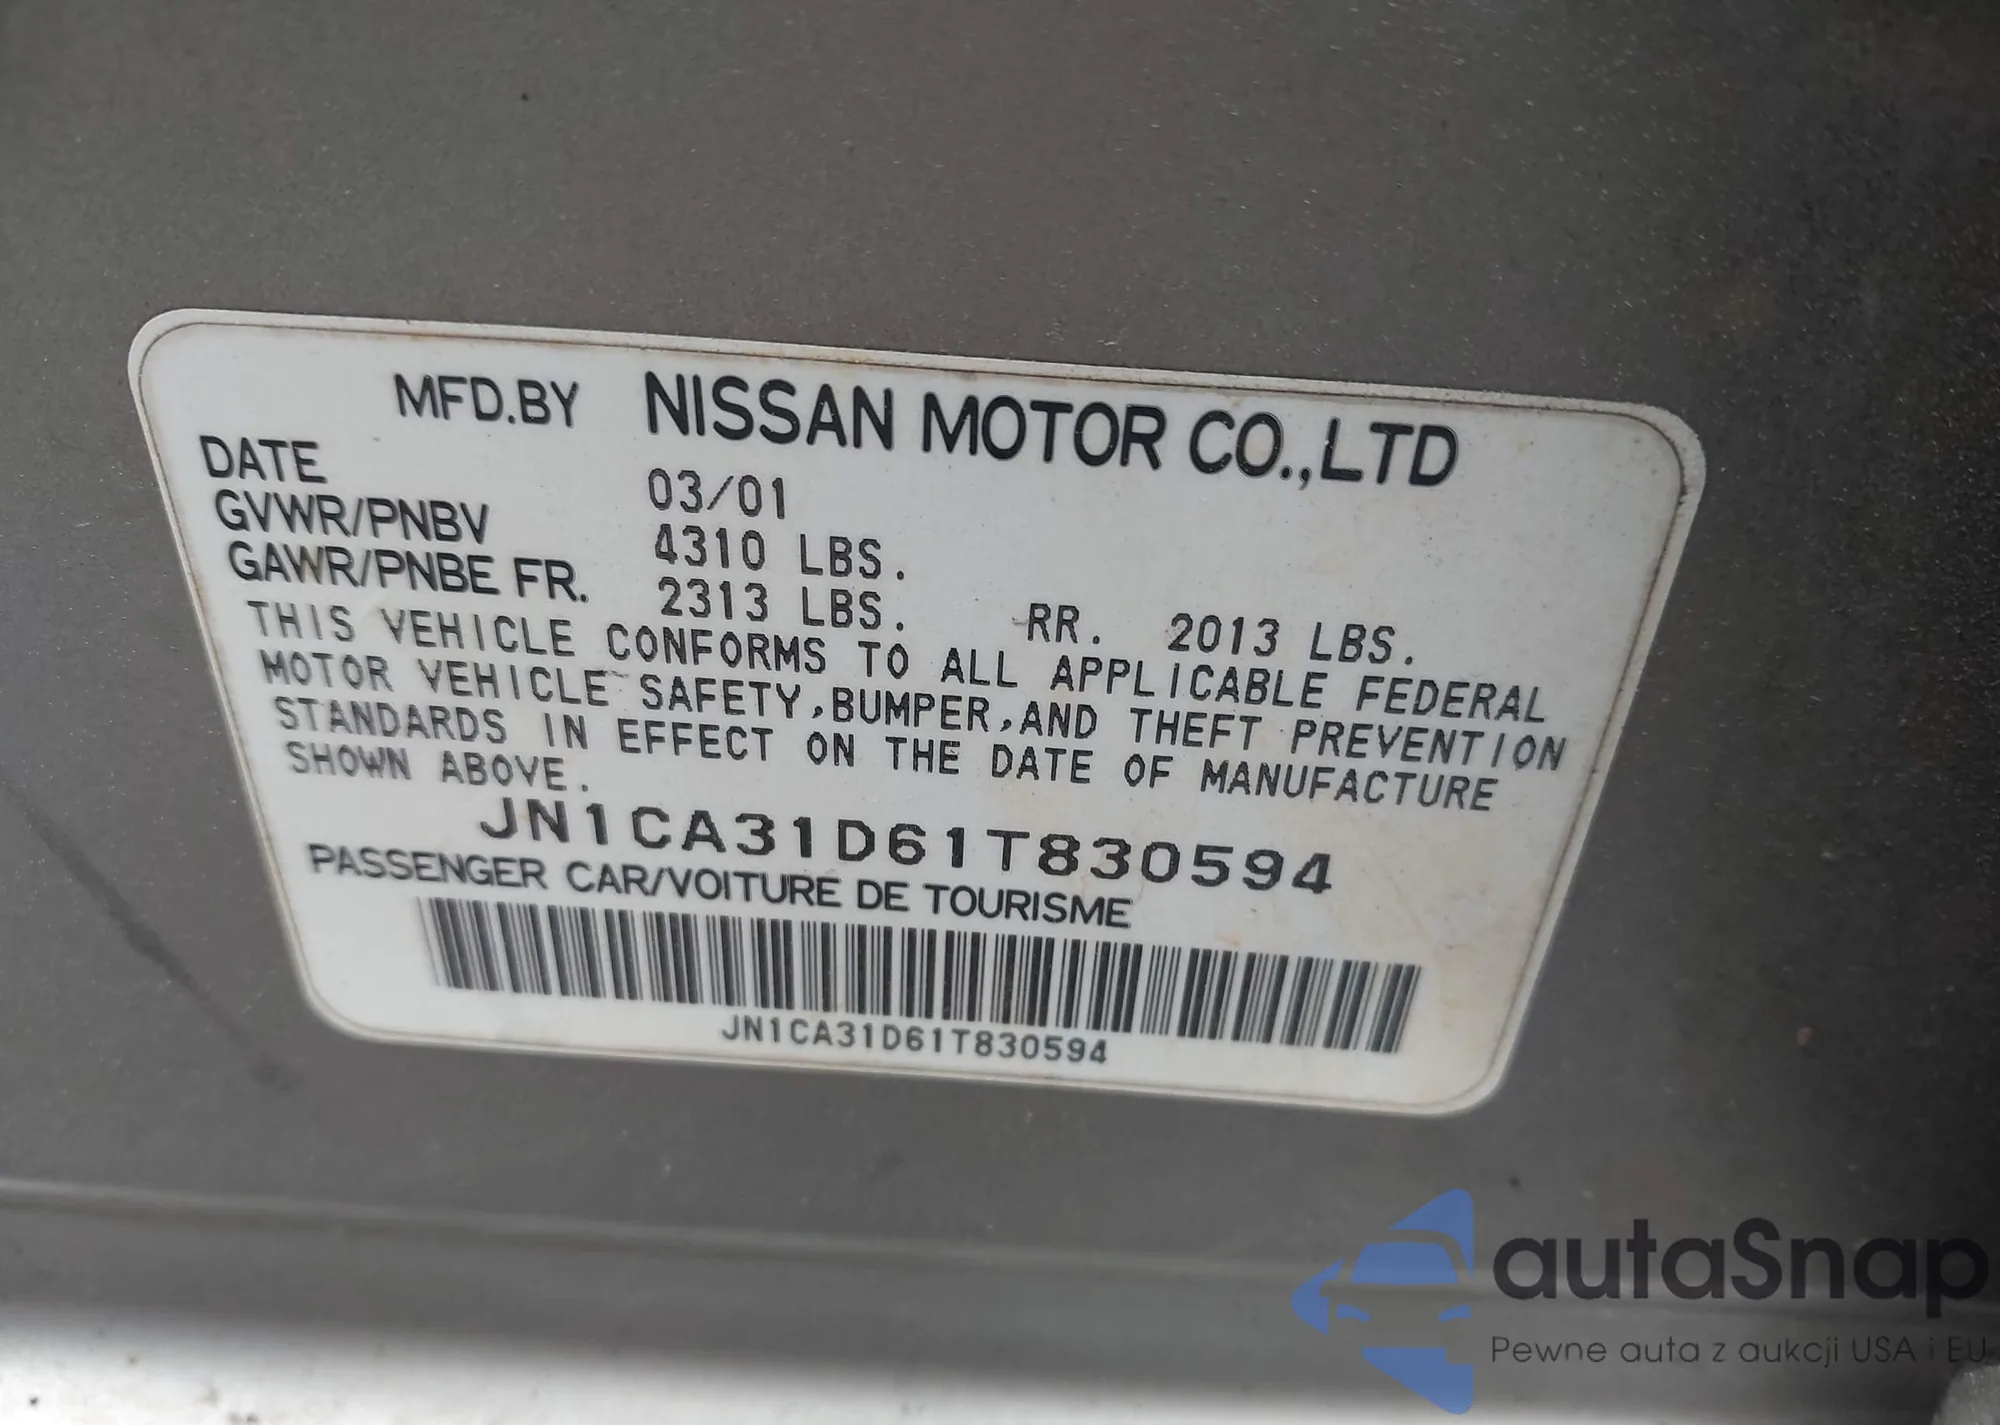 MFD.BY NISSAN MOTOR CO.,LTD
DATE 03/01
GVWR/PNBV 4310 LBS.
GAWR/PNBE FR. 2313 LBS. RR. 2013 LBS.
THIS VEHICLE CONFORMS TO ALL APPLICABLE FEDERAL
MOTOR VEHICLE SAFETY,BUMPER,AND THEFT PREVENTION
STANDARDS IN EFFECT ON THE DATE OF MANUFACTURE
SHOWN ABOVE.
JN1CA31D61T830594
PASSENGER CAR/VOITURE DE TOURISME
JN1CA31D61T830594
autaSnap
Pewne auta z aukcji USA i EU